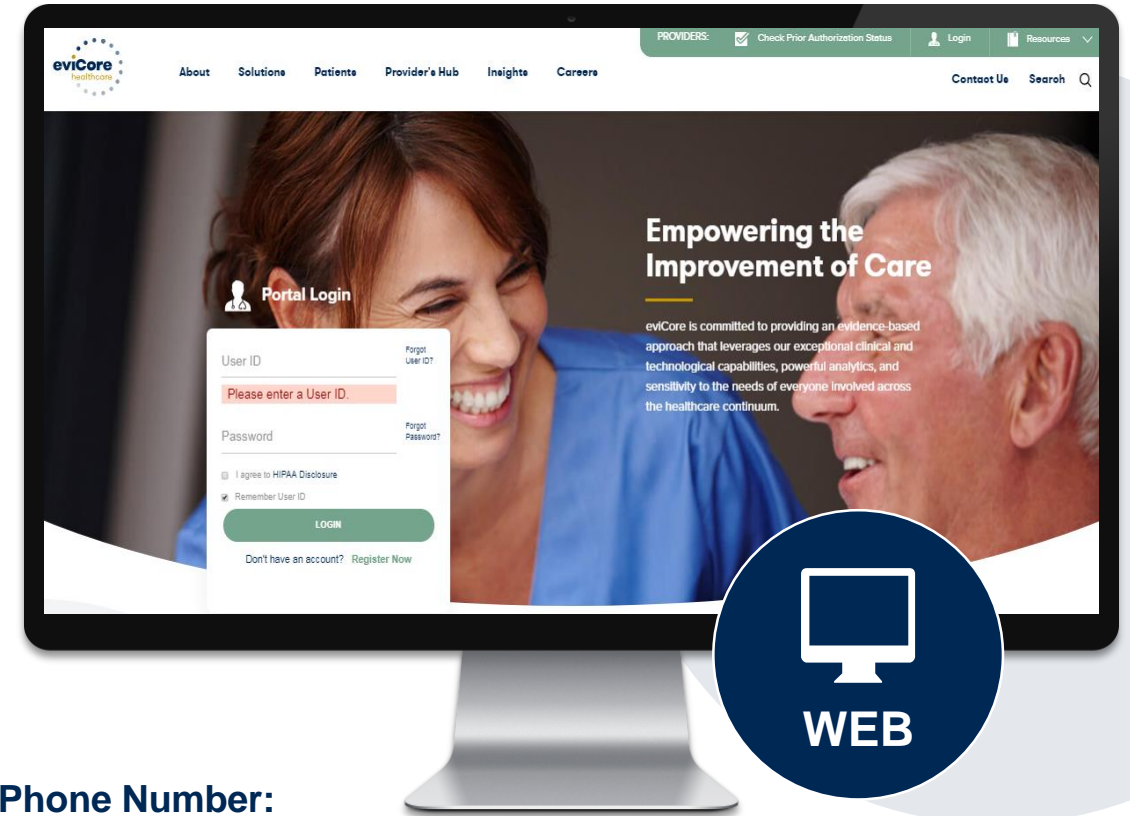 PROVIDERS: Check Prior Authorization Status Login Resources
eviCore
healthcare
About Solutions Patients Provider's Hub Insights Careers
Contact Us Search
Empowering the
Improvement of Care
eviCore is committed to providing an evidence-based
approach that leverages our exceptional clinical and
technological capabilities, powerful analytics, and
sensitivity to the needs of everyone involved across
the healthcare continuum.
Portal Login
User ID
Forgot
User ID?
Please enter a User ID.
Password
Forgot
Password?
I agree to HIPAA Disclosure
Remember User ID
LOGIN
Don't have an account? Register Now
WEB
Phone Number: